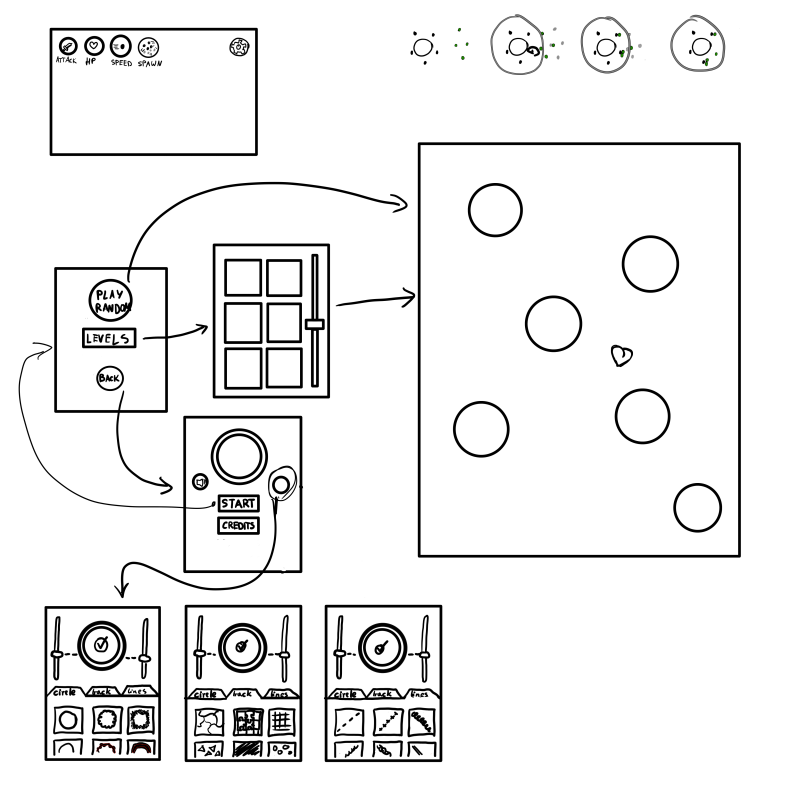 ATTACK HP SPEED SPAWN
PLAY
RANDOM
LEVELS
BACK
START
CREDITS
circle back lines
circle back lines
circle back lines